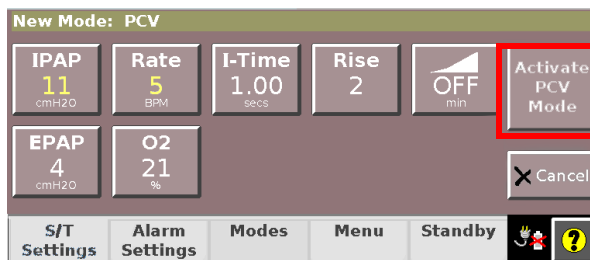 New Mode: PCV
IPAP
11
cmH2O
Rate
5
BPM
I-Time
1.00
secs
Rise
2
OFF
min
Activate
PCV
Mode
EPAP
4
cmH2O
O2
21
%
Cancel
S/T
Settings
Alarm
Settings
Modes
Menu
Standby
?